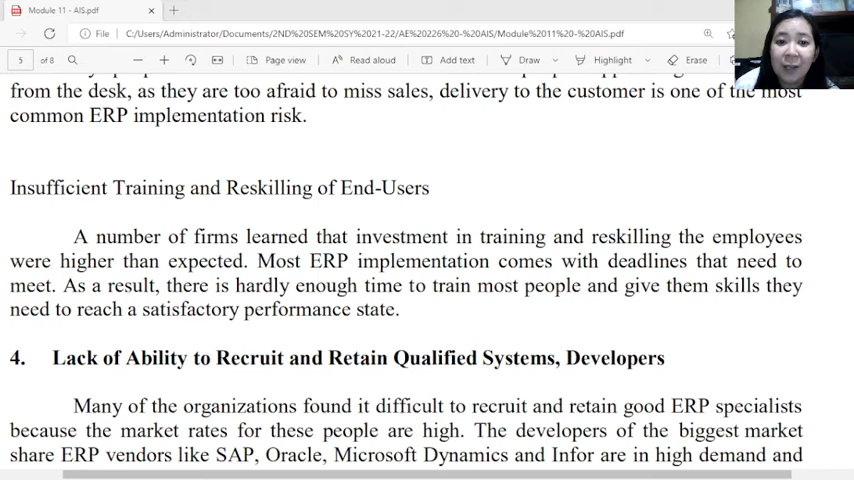 Module 11 - AIS.pdf
File C:/Users/Administrator/Documents/2ND%20SEM%20SY%202021-22/AE%20226%20-%20AIS/Module%2011%20-%20AIS.pdf
5 of 8 Page view Read aloud Add text Draw Highlight Erase
from the desk, as they are too afraid to miss sales, delivery to the customer is one of the most
common ERP implementation risk.
Insufficient Training and Reskilling of End-Users
A number of firms learned that investment in training and reskilling the employees
were higher than expected. Most ERP implementation comes with deadlines that need to
meet. As a result, there is hardly enough time to train most people and give them skills they
need to reach a satisfactory performance state.
4. Lack of Ability to Recruit and Retain Qualified Systems, Developers
Many of the organizations found it difficult to recruit and retain good ERP specialists
because the market rates for these people are high. The developers of the biggest market
share ERP vendors like SAP, Oracle, Microsoft Dynamics and Infor are in high demand and